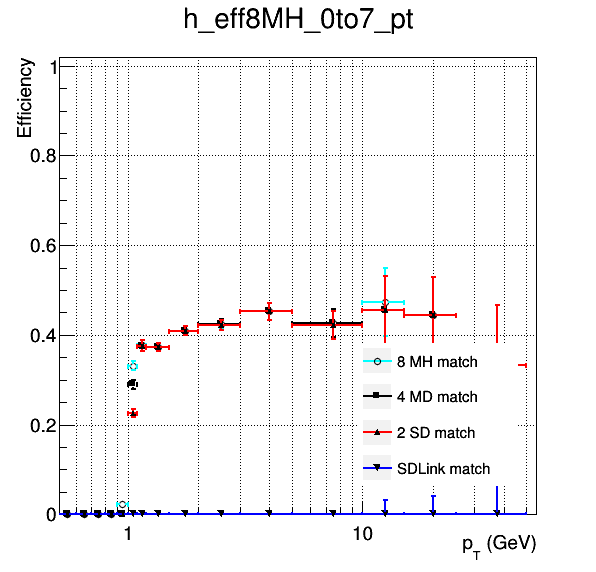 h_eff8MH_0to7_pt
Efficiency
1
0.8
0.6
0.4
0.2
0
8 MH match
4 MD match
2 SD match
SDLink match
1 10
p_T (GeV)